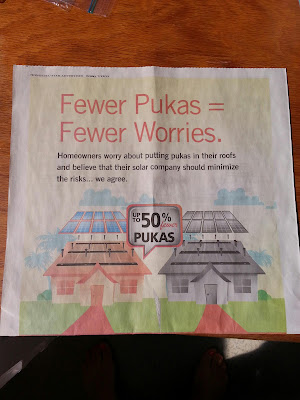 Fewer Pukas =
Fewer Worries.
Homeowners worry about putting pukas in their roofs
and believe that their solar company should minimize
the risks... we agree.
UP TO 50% fewer
PUKAS